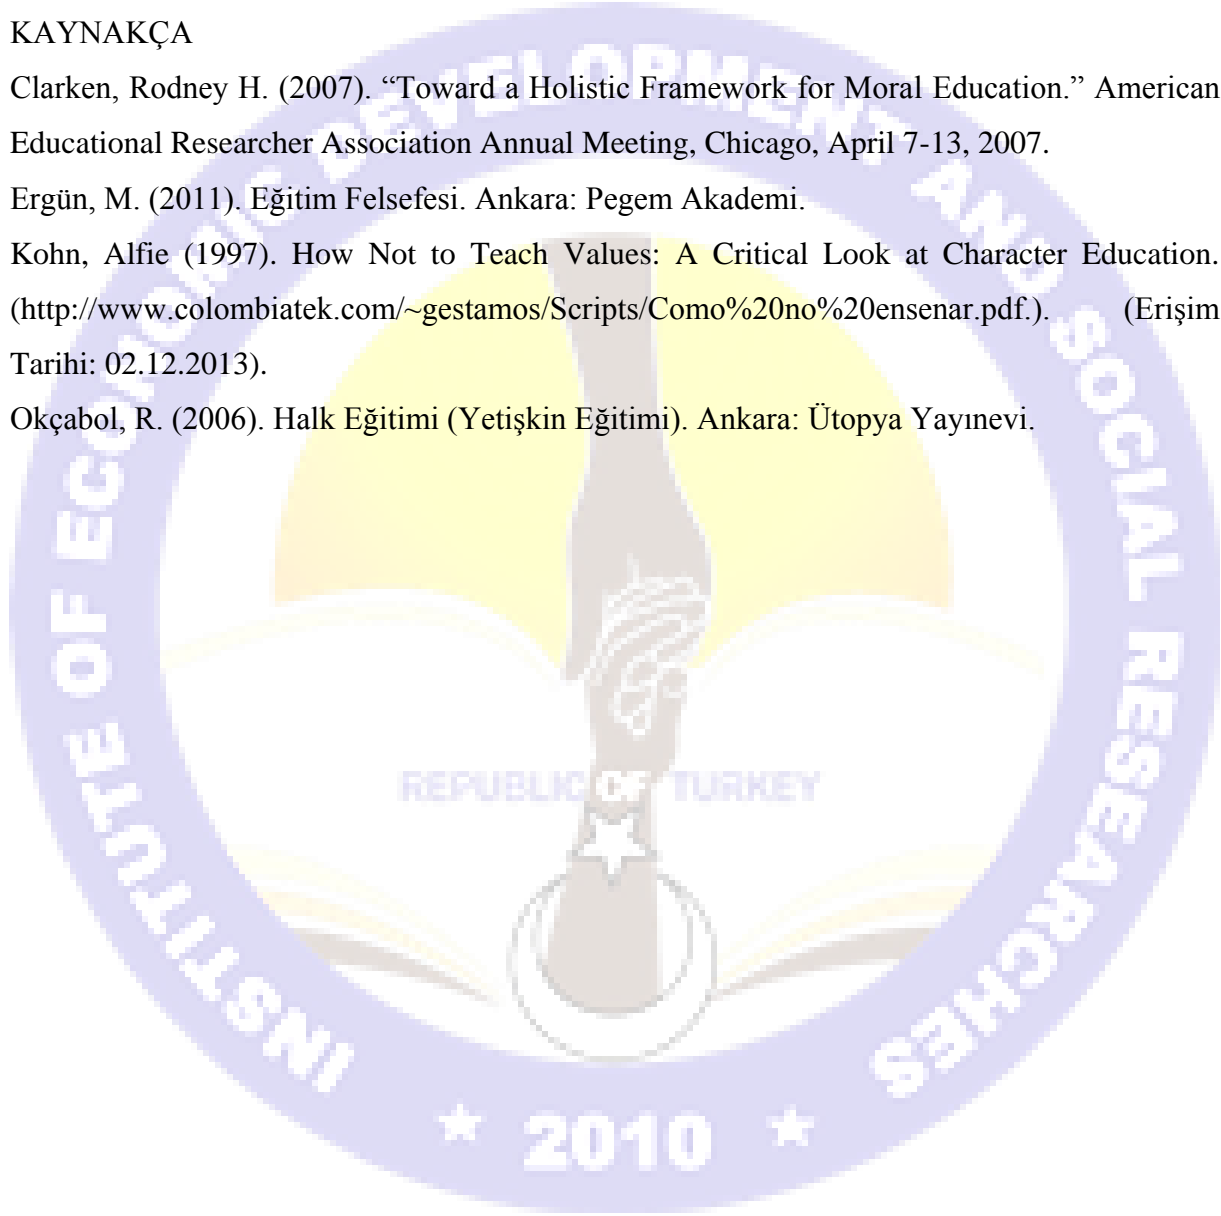 KAYNAKÇA
Clarken, Rodney H. (2007). “Toward a Holistic Framework for Moral Education.” American
Educational Researcher Association Annual Meeting, Chicago, April 7-13, 2007.
Ergün, M. (2011). Eğitim Felsefesi. Ankara: Pegem Akademi.
Kohn, Alfie (1997). How Not to Teach Values: A Critical Look at Character Education.
(http://www.colombiatek.com/~gestamos/Scripts/Como%20no%20ensenar.pdf.). (Erişim
Tarihi: 02.12.2013).
Okçabol, R. (2006). Halk Eğitimi (Yetişkin Eğitimi). Ankara: Ütopya Yayınevi.
INSTITUTE OF ECONOMIC DEVELOPMENT AND SOCIAL RESEARCHES
REPUBLIC OF TURKEY
* 2010 *